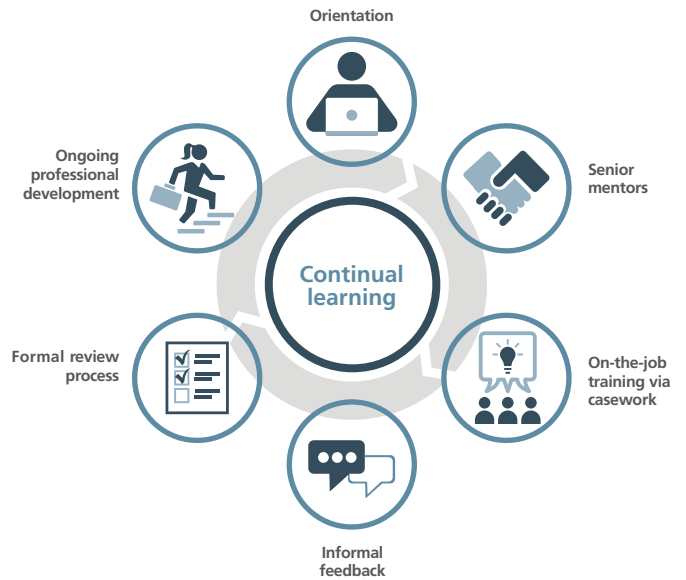 Orientation
Senior
mentors
On-the-job
training via
casework
Informal
feedback
Formal review
process
Ongoing
professional
development
Continual
learning